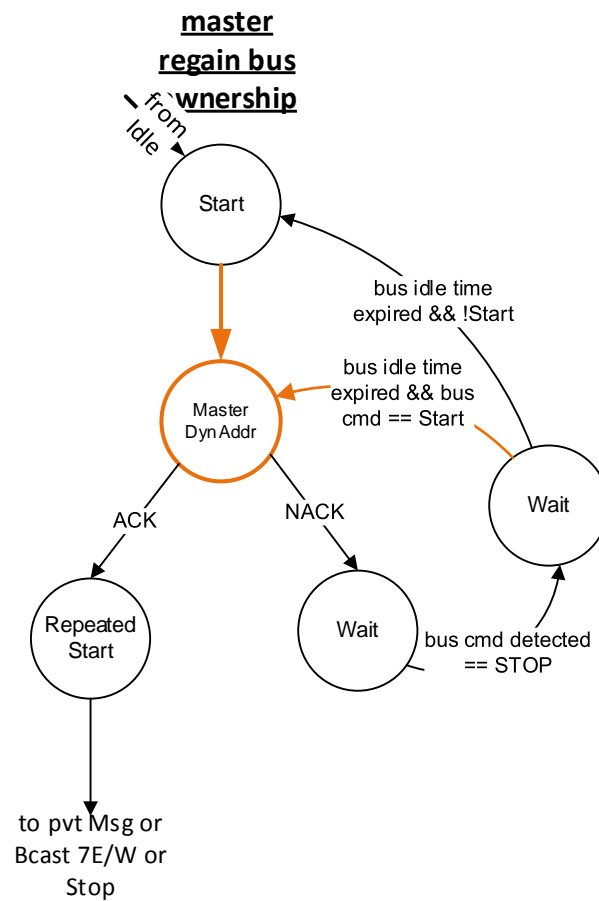 master
regain bus
ownership
from
Idle
Start
bus idle time
expired && !Start
bus idle time
expired && bus
cmd == Start
Master
Dyn Addr
Wait
ACK
NACK
Repeated
Start
Wait
bus cmd detected
== STOP
to pvt Msg or
Bcast 7E/W or
Stop